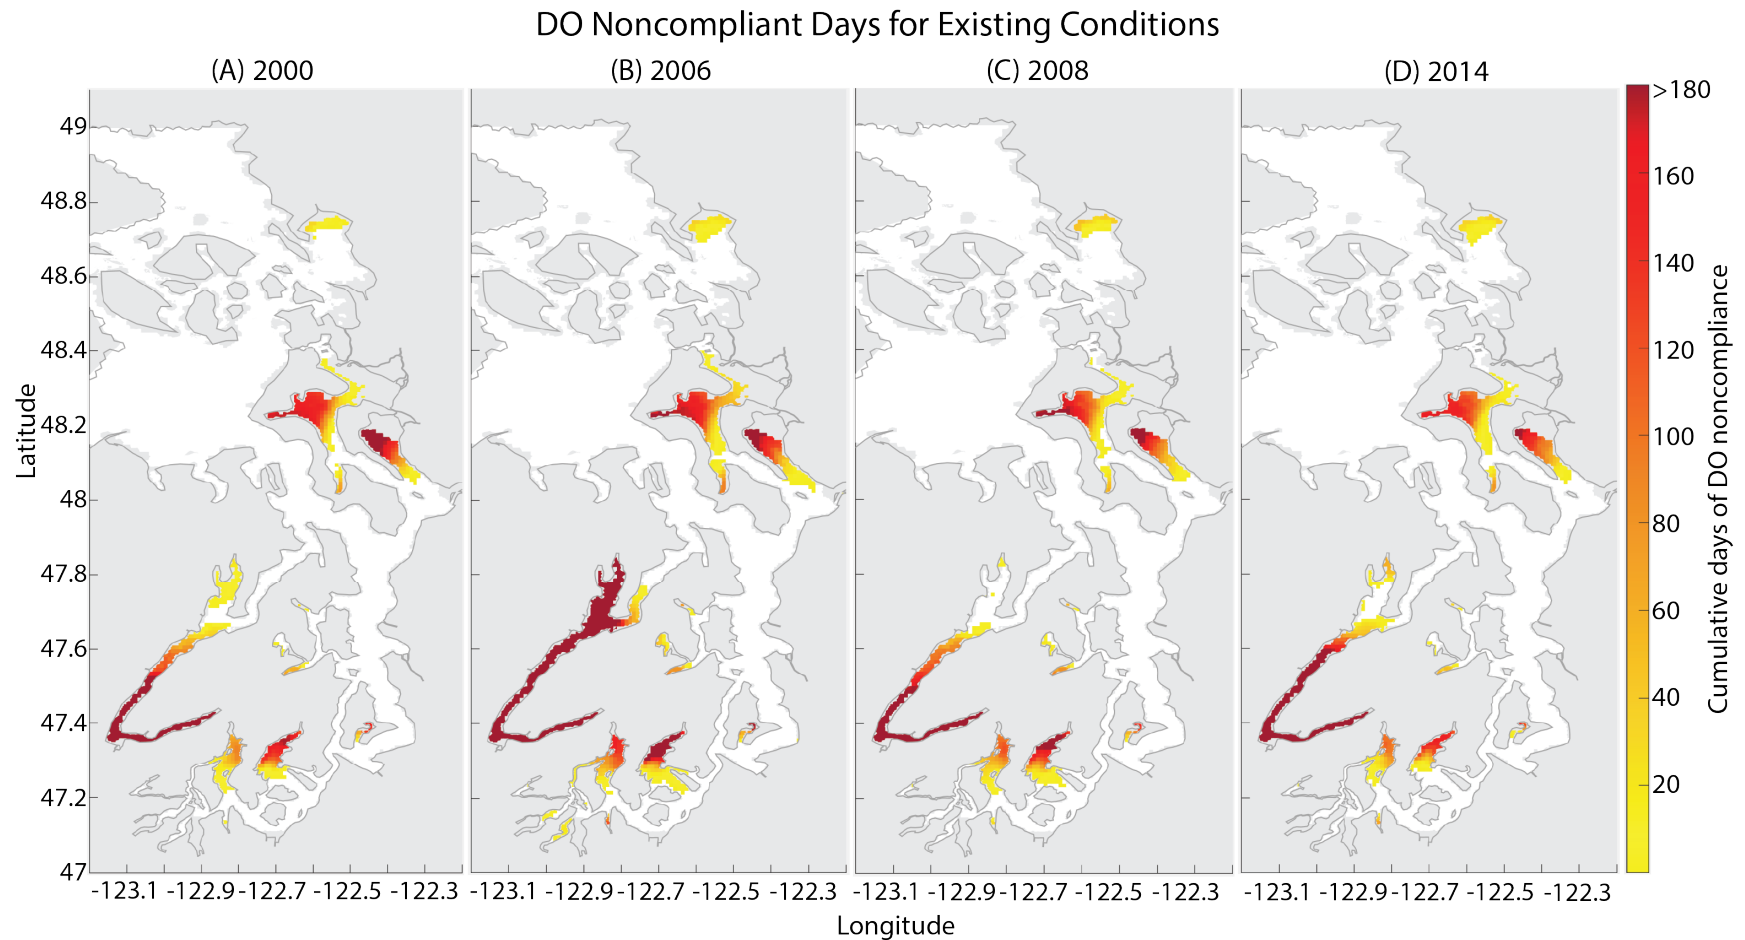 DO Noncompliant Days for Existing Conditions
(A) 2000
(B) 2006
(C) 2008
(D) 2014
Latitude
49
48.8
48.6
48.4
48.2
48
47.8
47.6
47.4
47.2
47
-123.1 -122.9 -122.7 -122.5 -122.3
-123.1 -122.9 -122.7 -122.5 -122.3
-123.1 -122.9 -122.7 -122.5 -122.3
-123.1 -122.9 -122.7 -122.5 -122.3
Longitude
>180
160
140
120
100
80
60
40
20
Cumulative days of DO noncompliance